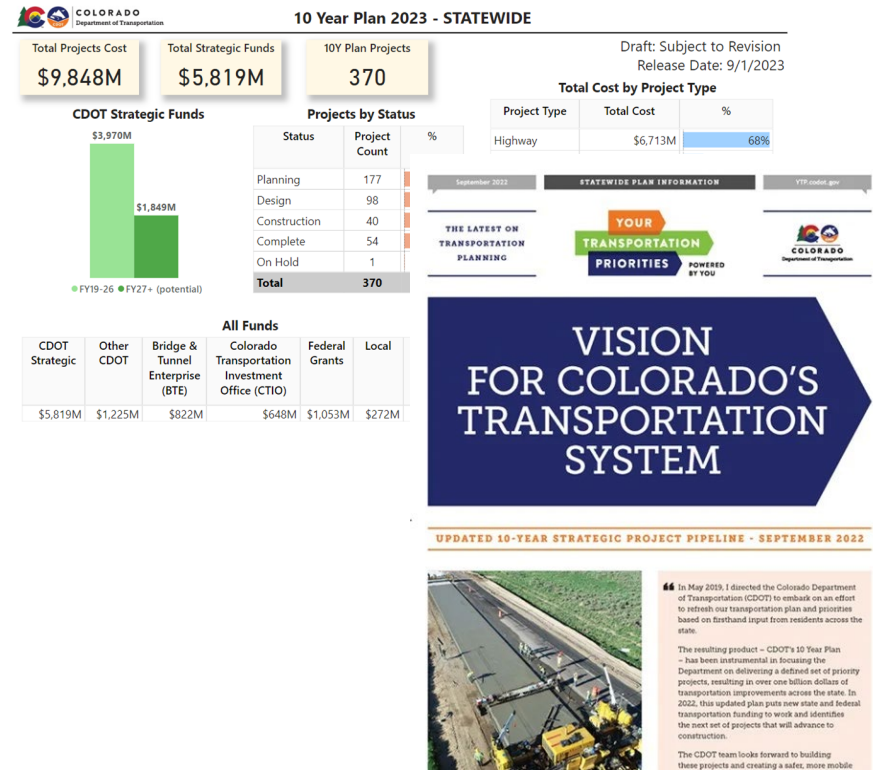 COLORADO
Department of Transportation
10 Year Plan 2023 - STATEWIDE
Total Projects Cost
$9,848M
Total Strategic Funds
$5,819M
10Y Plan Projects
370
Draft: Subject to Revision
Release Date: 9/1/2023
CDOT Strategic Funds
$3,970M
$1,849M
FY19-26 FY27+ (potential)
Projects by Status
Status Project Count %
Planning 177
Design 98
Construction 40
Complete 54
On Hold 1
Total 370
Total Cost by Project Type
Project Type Total Cost %
Highway $6,713M 68%
All Funds
CDOT Strategic Other CDOT Bridge & Tunnel Enterprise (BTE) Colorado Transportation Investment Office (CTIO) Federal Grants Local
$5,819M $1,225M $822M $648M $1,053M $272M
September 2022
STATEWIDE PLAN INFORMATION
YTP.codot.gov
THE LATEST ON
TRANSPORTATION
PLANNING
YOUR
TRANSPORTATION
PRIORITIES
POWERED
BY YOU
COLORADO
Department of Transportation
VISION
FOR COLORADO'S
TRANSPORTATION
SYSTEM
UPDATED 10-YEAR STRATEGIC PROJECT PIPELINE - SEPTEMBER 2022
“ In May 2019, I directed the Colorado Department
of Transportation (CDOT) to embark on an effort
to refresh our transportation plan and priorities
based on firsthand input from residents across the
state.
The resulting product – CDOT's 10 Year Plan
– has been instrumental in focusing the
Department on delivering a defined set of priority
projects, resulting in over one billion dollars of
transportation improvements across the state. In
2022, this updated plan puts new state and federal
transportation funding to work and identifies
the next set of projects that will advance to
construction.
The CDOT team looks forward to building
these projects and creating a safer, more mobile